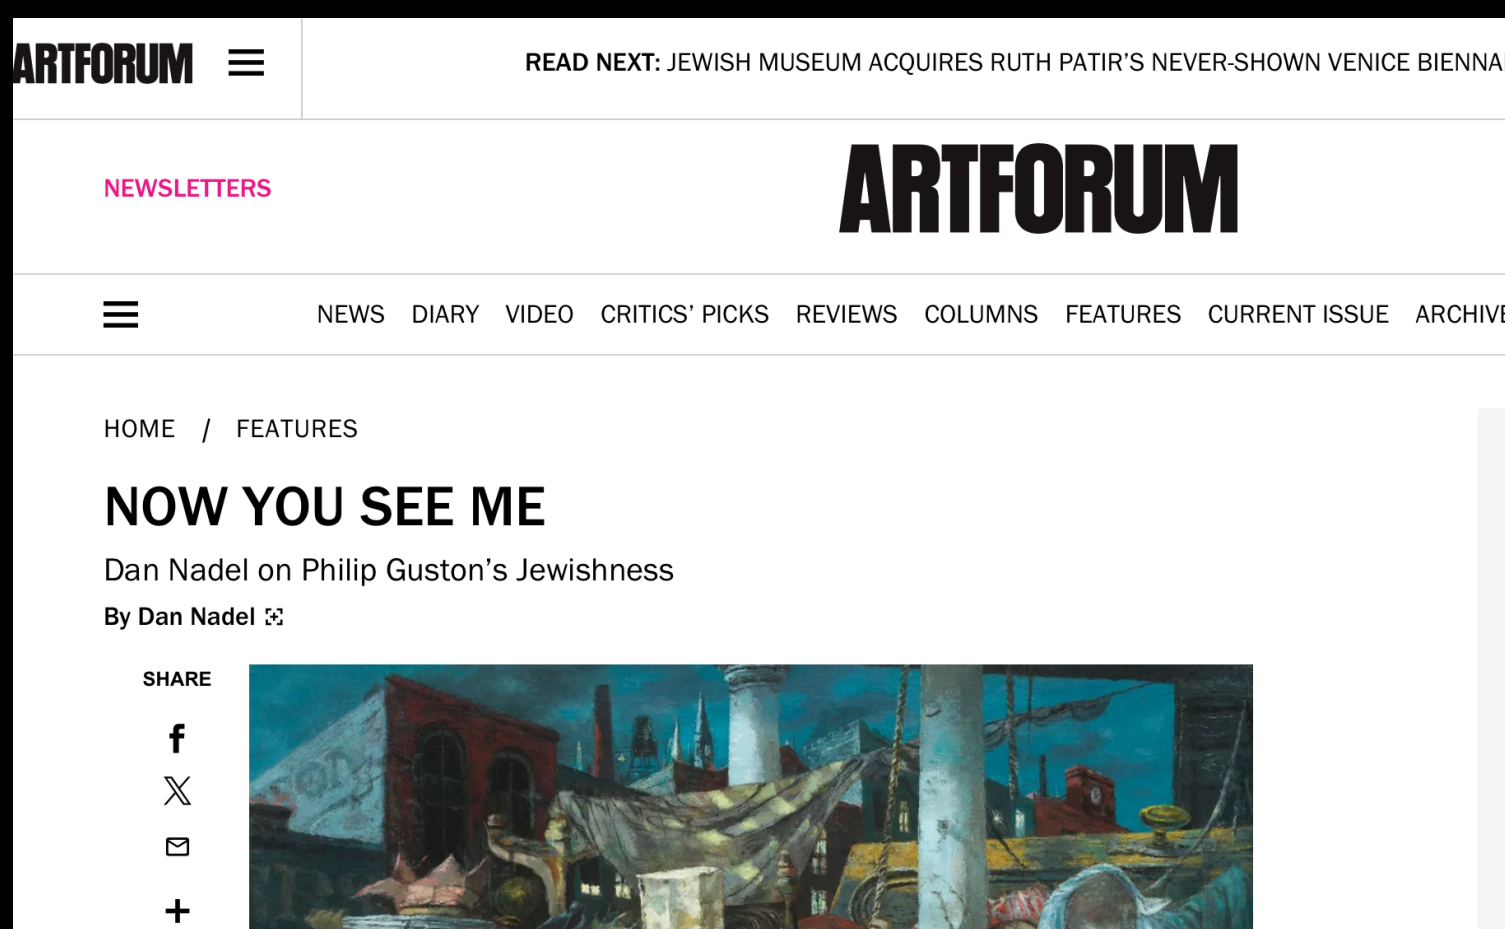 ARTFORUM
READ NEXT: JEWISH MUSEUM ACQUIRES RUTH PATIR’S NEVER-SHOWN VENICE
NEWSLETTERS
ARTFORUM
NEWS DIARY VIDEO CRITICS’ PICKS REVIEWS COLUMNS FEATURES CURRENT ISSUE
HOME / FEATURES
NOW YOU SEE ME
Dan Nadel on Philip Guston’s Jewishness
By Dan Nadel
SHARE